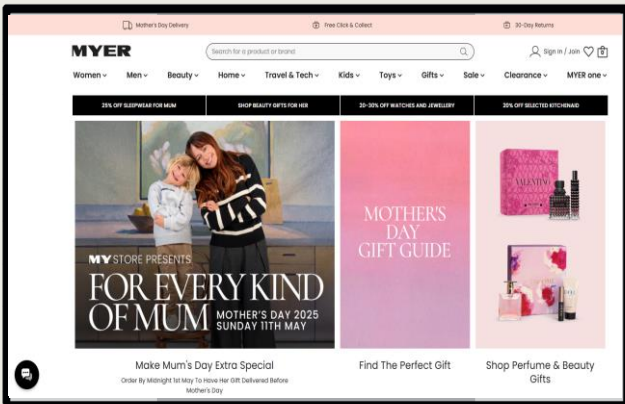 Mother's Day Delivery
Free Click & Collect
30-Day Returns
MYER
Search for a product or brand
Sign In / Join
0
Women
Men
Beauty
Home
Travel & Tech
Kids
Toys
Gifts
Sale
Clearance
MYER one
25% OFF SLEEPWEAR FOR MUM
SHOP BEAUTY GIFTS FOR HER
20-30% OFF WATCHES AND JEWELLERY
20% OFF SELECTED KITCHENAID
MYSTORE PRESENTS
FOR EVERY KIND
OF MUM
MOTHER'S DAY 2025
SUNDAY 11TH MAY
MOTHER'S
DAY
GIFT GUIDE
VALENTINO
Make Mum's Day Extra Special
Order By Midnight 1st May To Have Her Gift Delivered Before
Mother's Day
Find The Perfect Gift
Shop Perfume & Beauty
Gifts